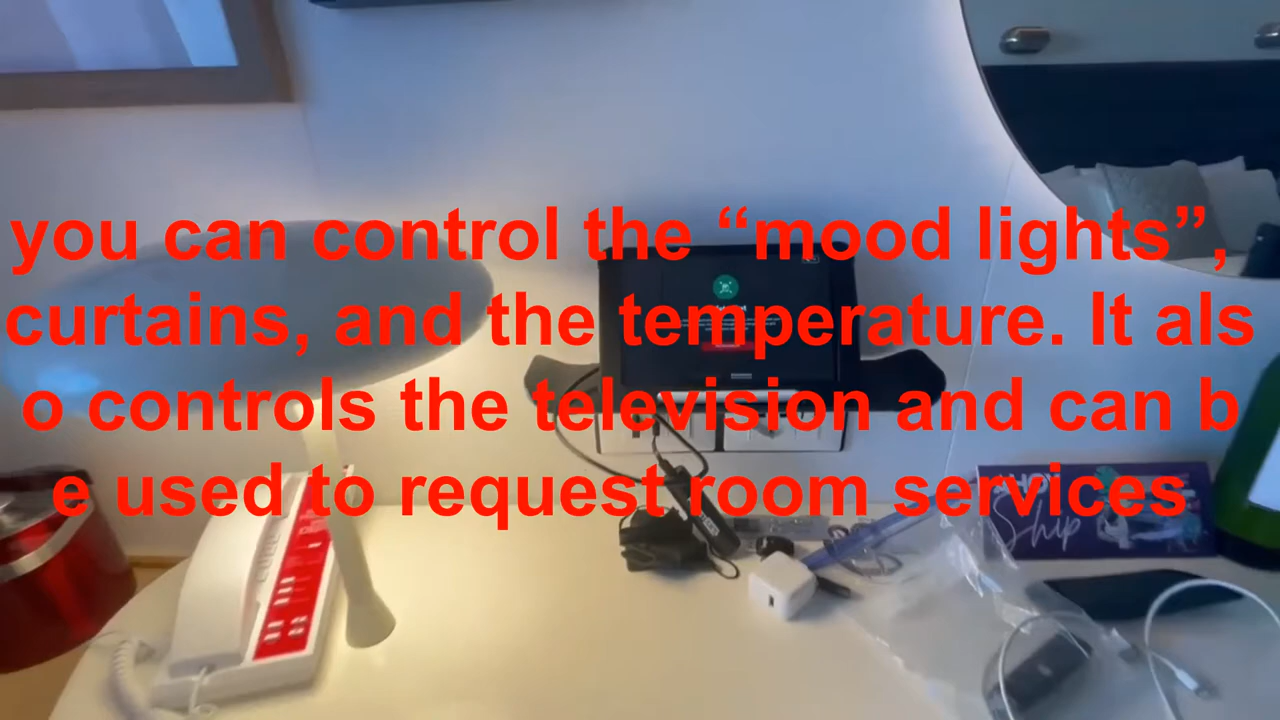 you can control the “mood lights”,
curtains, and the temperature. It als
o controls the television and can b
e used to request room services
Ship